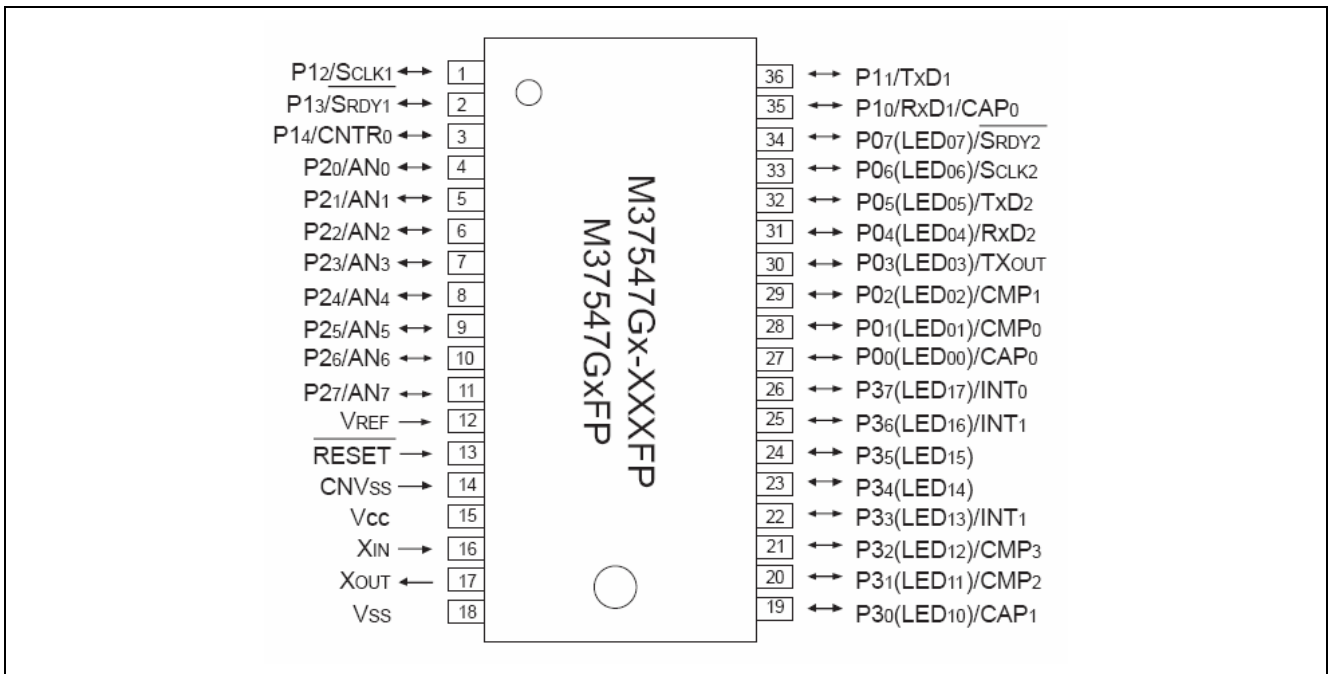 P12/SCLK1
P13/SRDY1
P14/CNTR0
P20/AN0
P21/AN1
P22/AN2
P23/AN3
P24/AN4
P25/AN5
P26/AN6
P27/AN7
VREF
RESET
CNVSS
VCC
XIN
XOUT
VSS
1
2
3
4
5
6
7
8
9
10
11
12
13
14
15
16
17
18
M37547Gx-XXXFP
M37547GxFP
36
35
34
33
32
31
30
29
28
27
26
25
24
23
22
21
20
19
P11/TxD1
P10/RxD1/CAP0
P07(LED07)/SRDY2
P06(LED06)/SCLK2
P05(LED05)/TxD2
P04(LED04)/RxD2
P03(LED03)/TXOUT
P02(LED02)/CMP1
P01(LED01)/CMP0
P00(LED00)/CAP0
P37(LED17)/INT0
P36(LED16)/INT1
P35(LED15)
P34(LED14)
P33(LED13)/INT1
P32(LED12)/CMP3
P31(LED11)/CMP2
P30(LED10)/CAP1